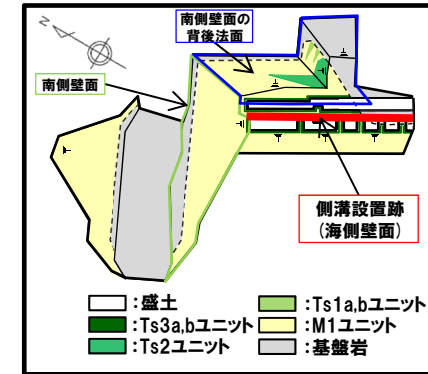 N
南側壁面の
背後法面
南側壁面
側溝設置跡
(海側壁面)
:盛土
:Ts3a,bユニット
:Ts2ユニット
:Ts1a,bユニット
:M1ユニット
:基盤岩